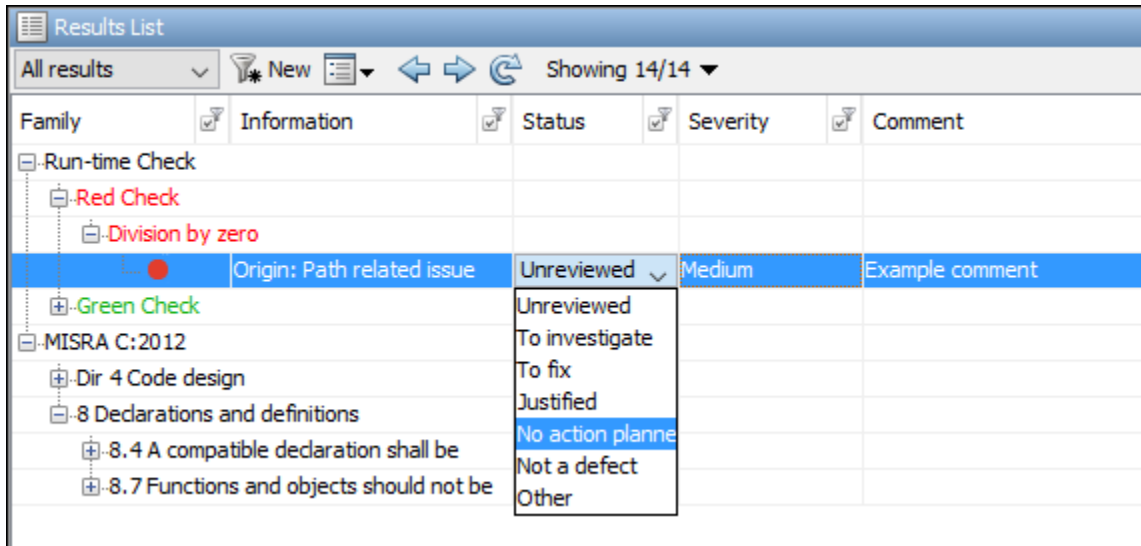 Results List
All results New Showing 14/14
Family Information Status Severity Comment
Run-time Check
Red Check
Division by zero
Origin: Path related issue Unreviewed Medium Example comment
Green Check
Unreviewed
MISRA C:2012
To investigate
Dir 4 Code design
To fix
8 Declarations and definitions
Justified
8.4 A compatible declaration shall be
No action planne
8.7 Functions and objects should not be
Not a defect
Other